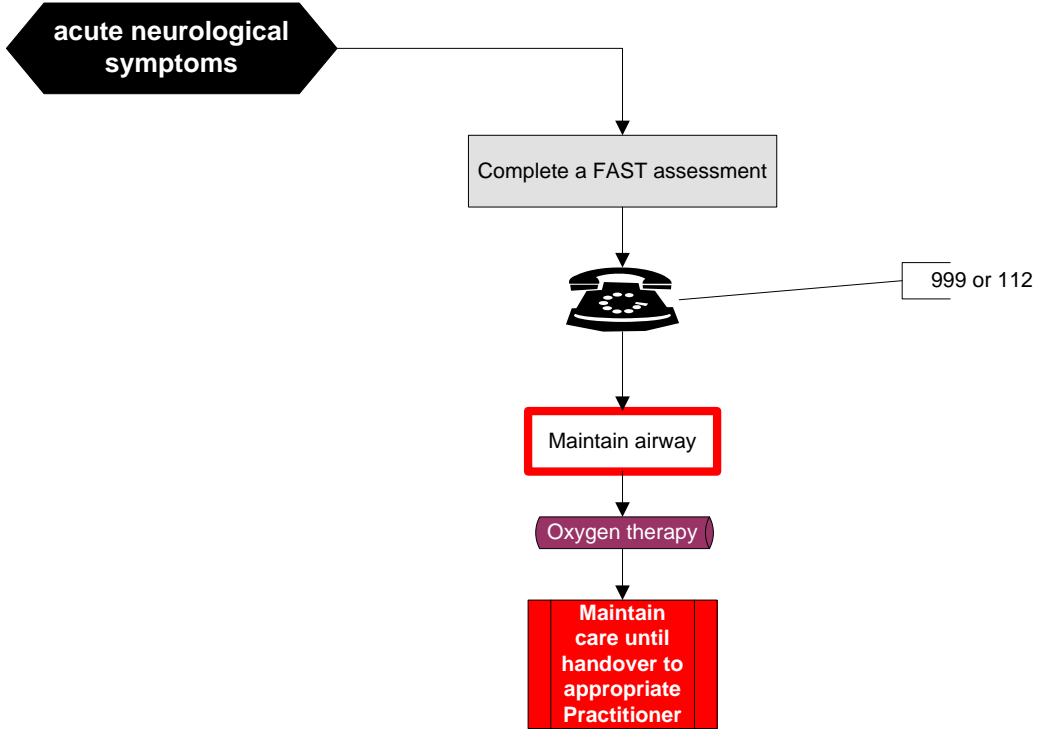 acute neurological
symptoms
Complete a FAST assessment
999 or 112
Maintain airway
Oxygen therapy
Maintain
care until
handover to
appropriate
Practitioner